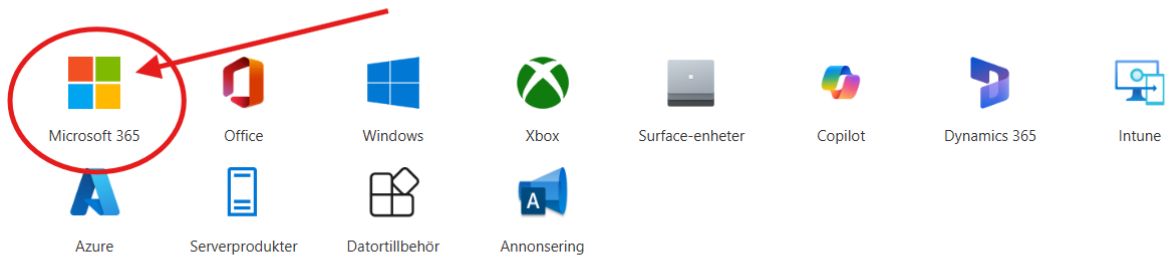 Microsoft 365 Office Windows Xbox Surface-enheter Copilot Dynamics 365 Intune
A
Azure Serverprodukter Datortillbehör Annonsering